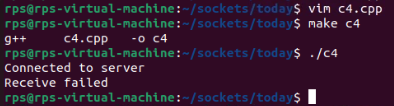 rps@rps-virtual-machine:~/sockets/today$ vim c4.cpp
rps@rps-virtual-machine:~/sockets/today$ make c4
g++     c4.cpp   -o c4
rps@rps-virtual-machine:~/sockets/today$ ./c4
Connected to server
Receive failed
rps@rps-virtual-machine:~/sockets/today$